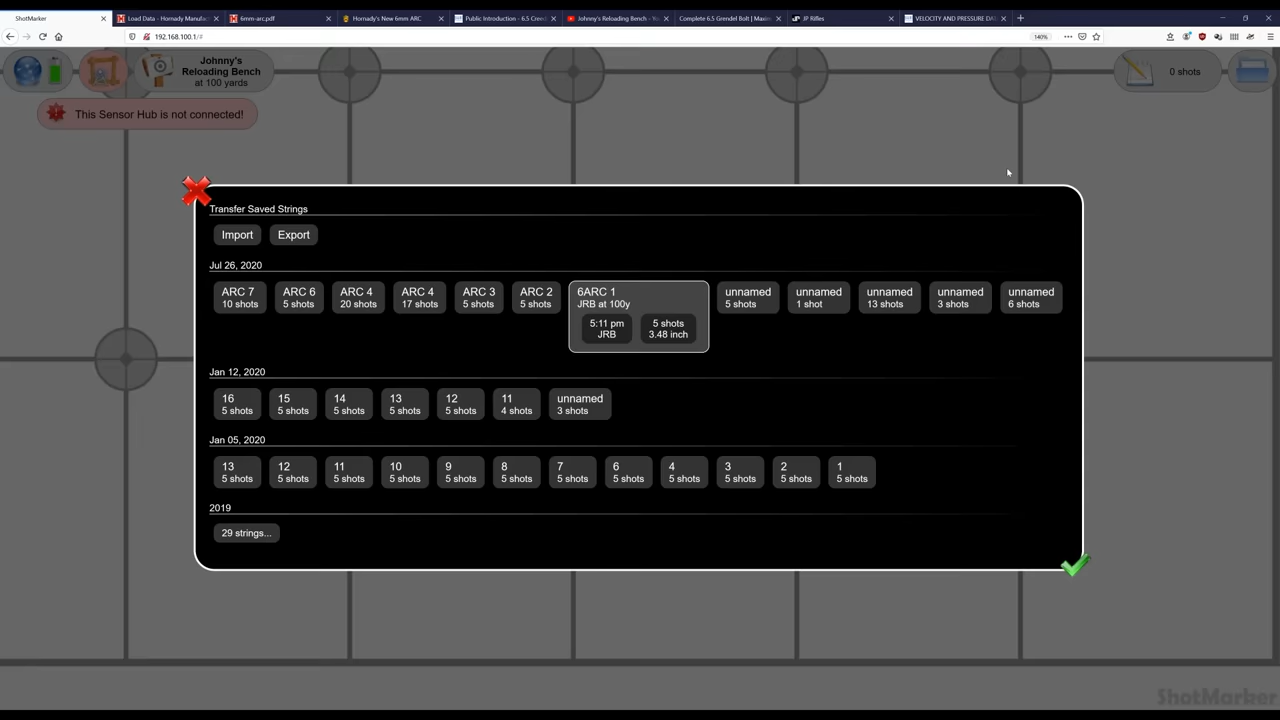 ShotMarker
Load Data - Hornady Manufact
6mm-arc.pdf
Hornady's New 6mm ARC
Public Introduction - 6.5 Creed
Johnny's Reloading Bench - Yo
Complete 6.5 Grendel Bolt | Maxim
JP Rifles
VELOCITY AND PRESSURE DA
192.168.100.1/#
140%
Johnny's
Reloading Bench
at 100 yards
0 shots
This Sensor Hub is not connected!
Transfer Saved Strings
Import Export
Jul 26, 2020
ARC 7
10 shots
ARC 6
5 shots
ARC 4
20 shots
ARC 4
17 shots
ARC 3
5 shots
ARC 2
5 shots
6ARC 1
JRB at 100y
5:11 pm
JRB
5 shots
3.48 inch
unnamed
5 shots
unnamed
1 shot
unnamed
13 shots
unnamed
3 shots
unnamed
6 shots
Jan 12, 2020
16
5 shots
15
5 shots
14
5 shots
13
5 shots
12
5 shots
11
4 shots
unnamed
3 shots
Jan 05, 2020
13
5 shots
12
5 shots
11
5 shots
10
5 shots
9
5 shots
8
5 shots
7
5 shots
6
5 shots
4
5 shots
3
5 shots
2
5 shots
1
5 shots
2019
29 strings...
ShotMarker